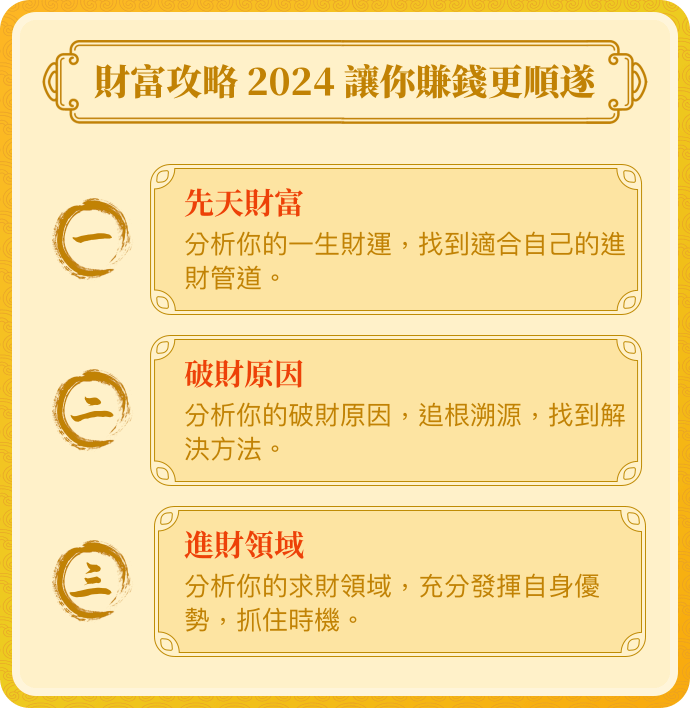 財富攻略 2024 讓你賺錢更順遂
一
先天財富
分析你的一生財運，找到適合自己的進
財管道。
二
破財原因
分析你的破財原因，追根溯源，找到解
決方法。
三
進財領域
分析你的求財領域，充分發揮自身優
勢，抓住時機。